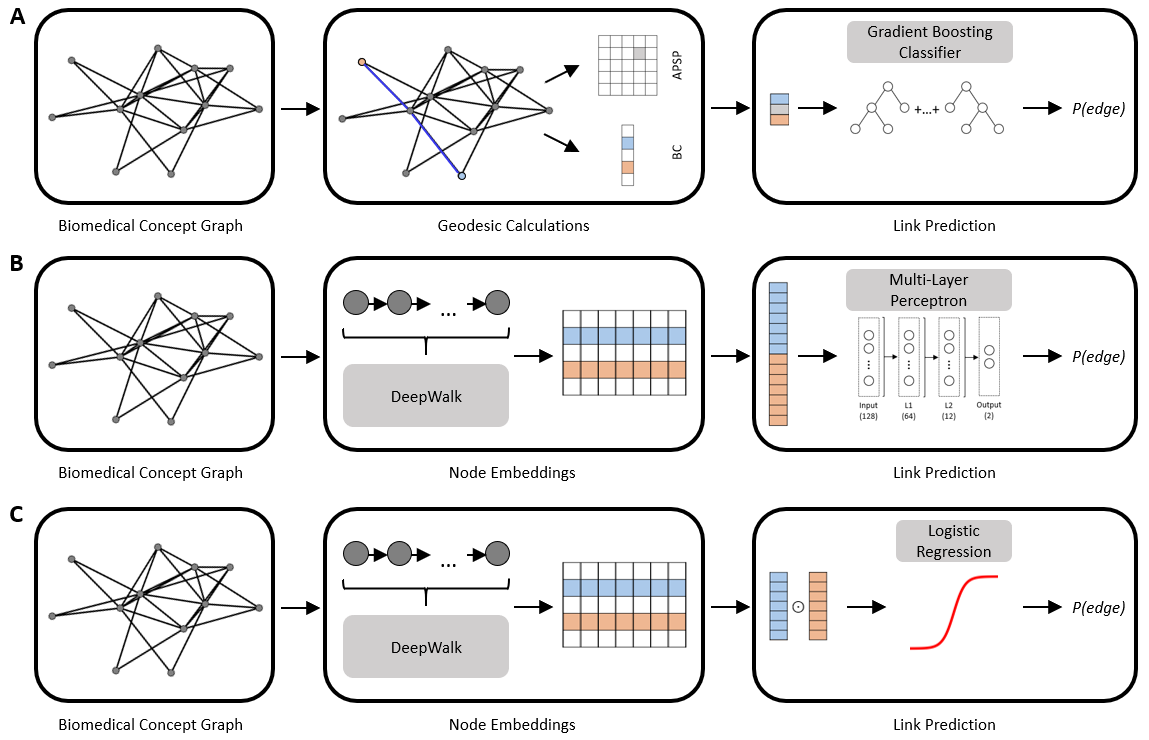 A
APSP
BC
Gradient Boosting
Classifier
+...+
P(edge)
Biomedical Concept Graph
Geodesic Calculations
Link Prediction
B
...
DeepWalk
Multi-Layer
Perceptron
Input
(128)
L1
(64)
L2
(12)
Output
(2)
P(edge)
Biomedical Concept Graph
Node Embeddings
Link Prediction
C
...
DeepWalk
Logistic
Regression
P(edge)
Biomedical Concept Graph
Node Embeddings
Link Prediction